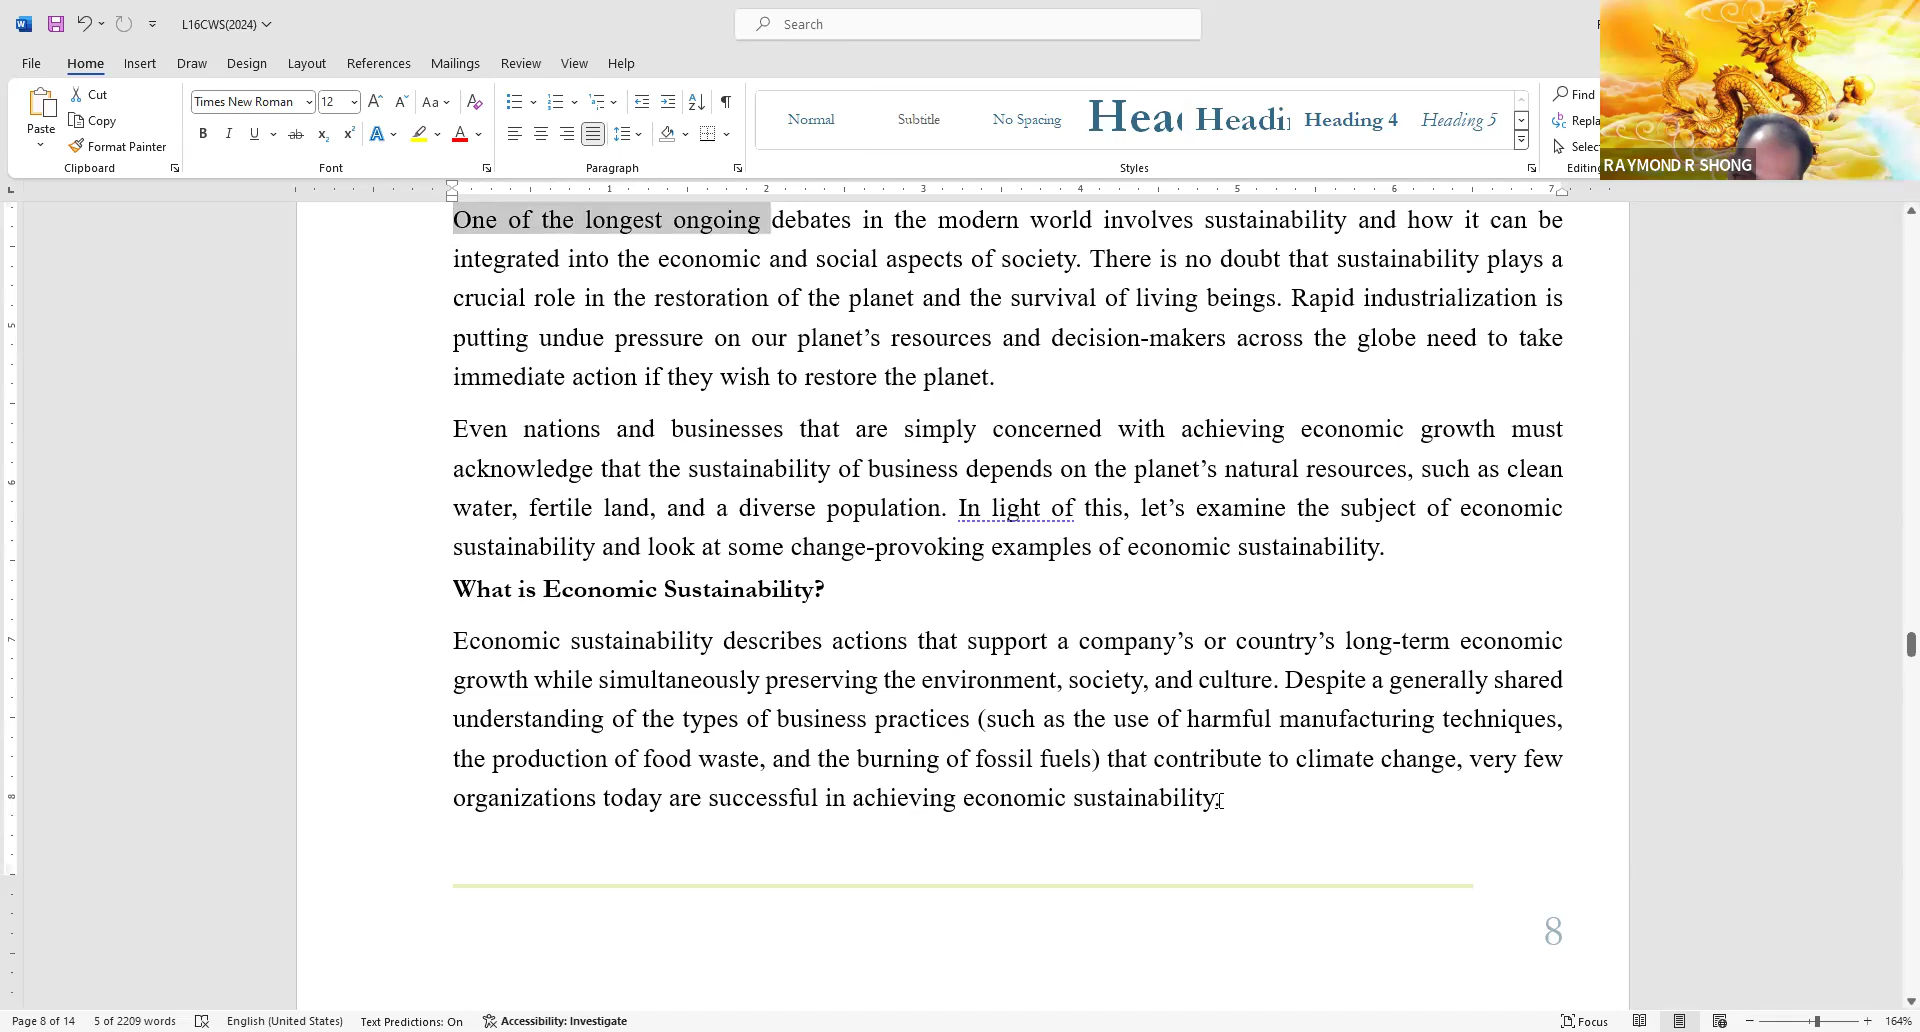 L16CWS(2024)
Search
File Home Insert Draw Design Layout References Mailings Review View Help
Paste
Cut
Copy
Format Painter
Clipboard
Times New Roman 12
Font
Paragraph
Normal Subtitle No Spacing Heading 4 Heading 5
Styles
Find
Editing
RAYMOND R SHONG
One of the longest ongoing debates in the modern world involves sustainability and how it can be
integrated into the economic and social aspects of society. There is no doubt that sustainability plays a
crucial role in the restoration of the planet and the survival of living beings. Rapid industrialization is
putting undue pressure on our planet’s resources and decision-makers across the globe need to take
immediate action if they wish to restore the planet.
Even nations and businesses that are simply concerned with achieving economic growth must
acknowledge that the sustainability of business depends on the planet’s natural resources, such as clean
water, fertile land, and a diverse population. In light of this, let’s examine the subject of economic
sustainability and look at some change-provoking examples of economic sustainability.
What is Economic Sustainability?
Economic sustainability describes actions that support a company’s or country’s long-term economic
growth while simultaneously preserving the environment, society, and culture. Despite a generally shared
understanding of the types of business practices (such as the use of harmful manufacturing techniques,
the production of food waste, and the burning of fossil fuels) that contribute to climate change, very few
organizations today are successful in achieving economic sustainability.
8
Page 8 of 14 5 of 2209 words English (United States) Text Predictions: On Accessibility: Investigate Focus 164%